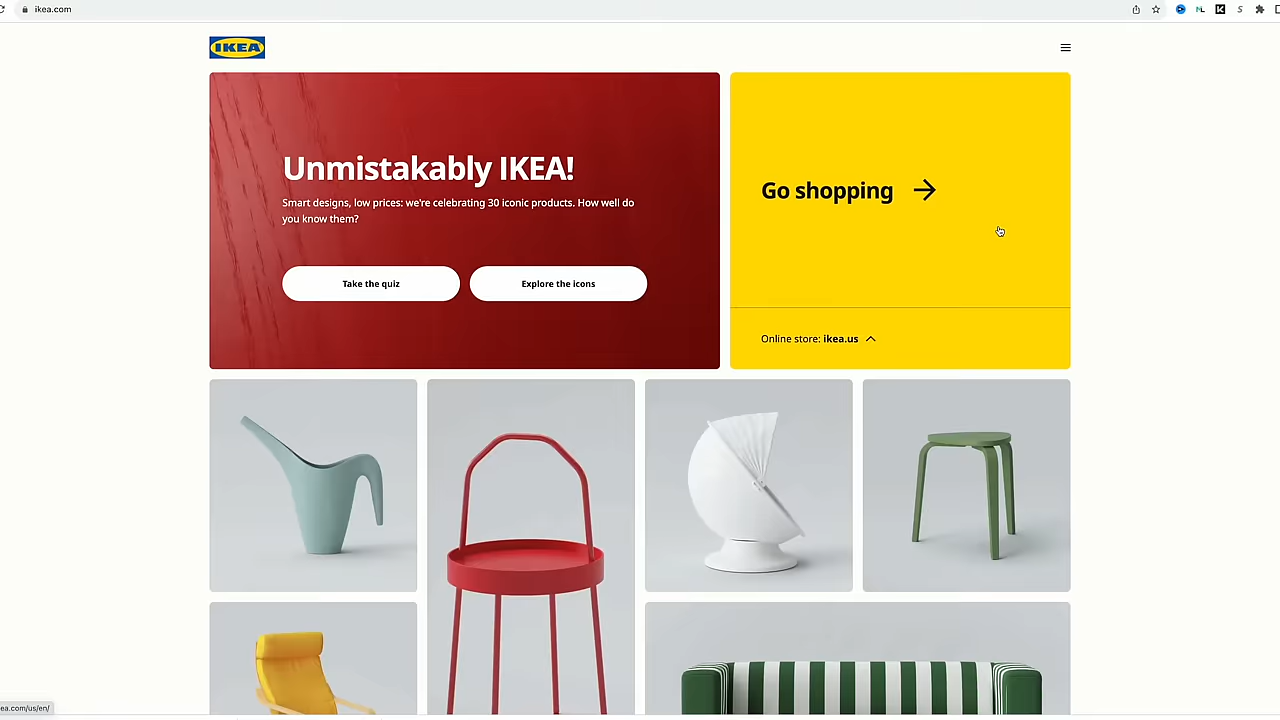 ikea.com
IKEA
Unmistakably IKEA!
Smart designs, low prices: we're celebrating 30 iconic products. How well do
you know them?
Take the quiz
Explore the icons
Go shopping
Online store: ikea.us
ea.com/us/en/